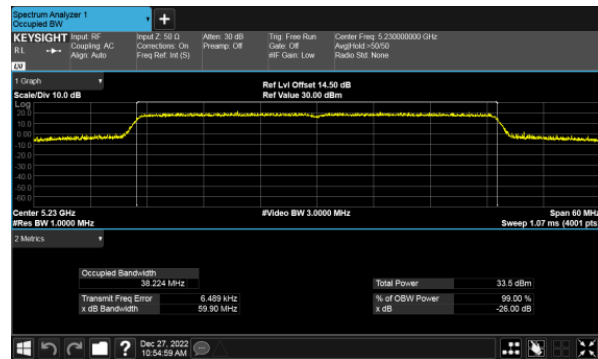 Spectrum Analyzer 1
Occupied BW
KEYSIGHT Input: RF Input Z: 50 Ω Atten: 30 dB Trig: Free Run Center Freq: 5.230000000 GHz
RL Coupling: AC Corrections: On Preamp: Off Gate: Off Avg|Hold:>50/50
Align: Auto Freq Ref: Int (S) #IF Gain: Low Radio Std: None
LXI
1 Graph
Ref Lvl Offset 14.50 dB
Scale/Div 10.0 dB Ref Value 30.00 dBm
Log
20.0
10.0
0.00
-10.0
-20.0
-30.0
-40.0
-50.0
-60.0
Center 5.23 GHz #Video BW 3.0000 MHz Span 60 MHz
#Res BW 1.0000 MHz Sweep 1.07 ms (4001 pts
2 Metrics
Occupied Bandwidth
38.224 MHz Total Power 33.5 dBm
Transmit Freq Error 6.489 kHz % of OBW Power 99.00 %
x dB Bandwidth 59.90 MHz x dB -26.00 dB
Dec 27, 2022
10:54:59 AM